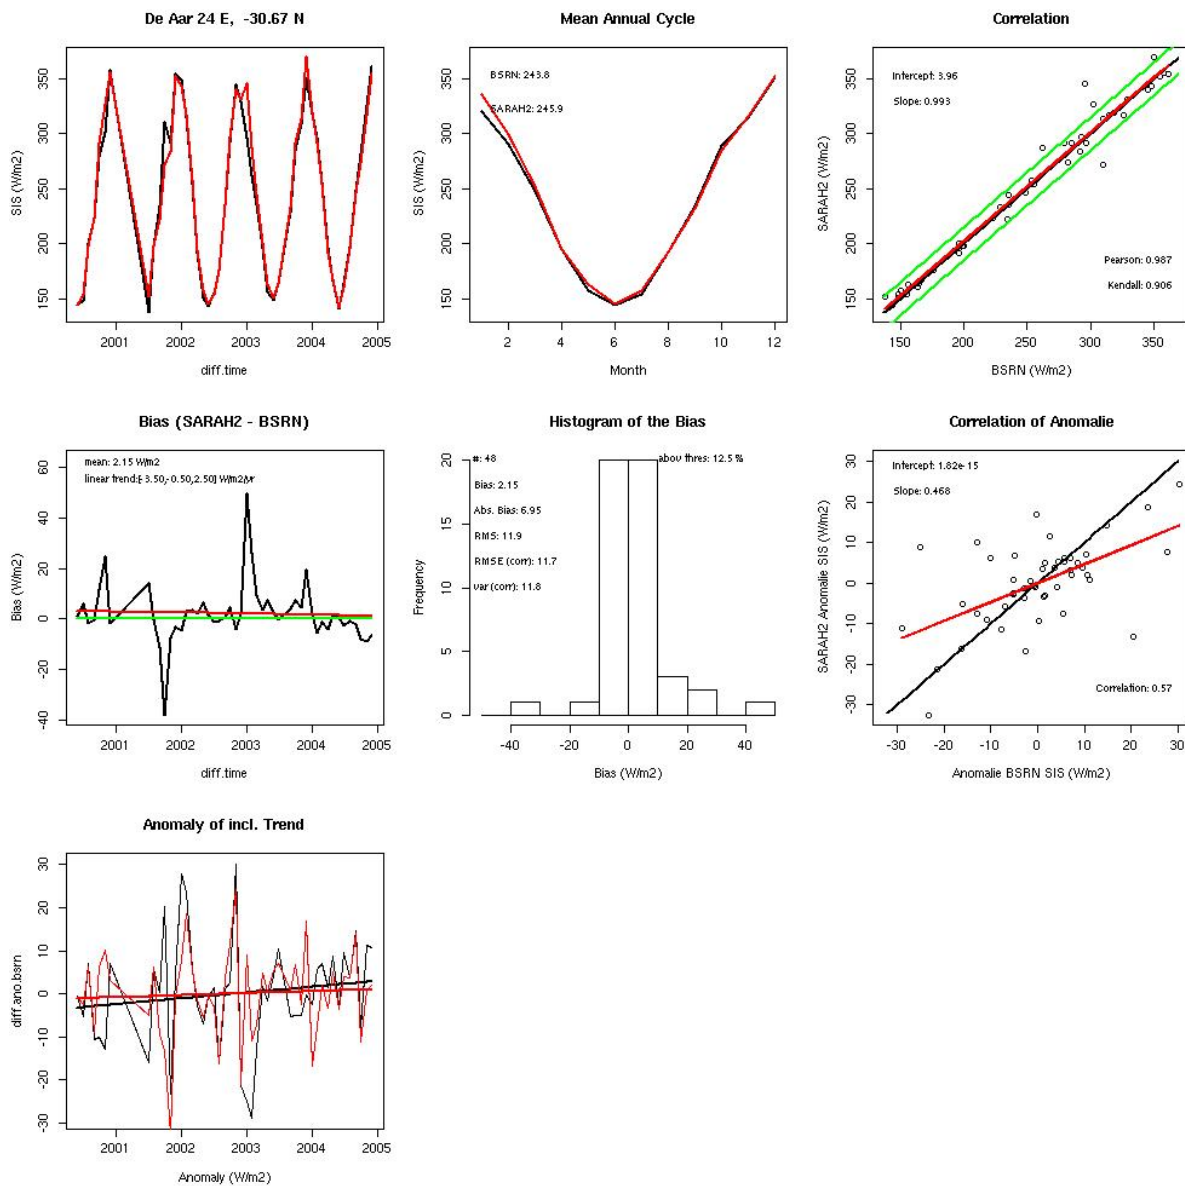 De Aar 24 E, -30.67 N
SIS (W/m2)
350
300
250
200
150
2001 2002 2003 2004 2005
diff.time
Mean Annual Cycle
BSRN: 243.8
SARAH2: 245.9
SIS (W/m2)
350
300
250
200
150
2 4 6 8 10 12
Month
Correlation
Intercept: 3.96
Slope: 0.993
Pearson: 0.987
Kendall: 0.906
SARAH2 (W/m2)
350
300
250
200
150
150 200 250 300 350
BSRN (W/m2)
Bias (SARAH2 - BSRN)
mean: 2.15 W/m2
linear trend:[-3.50,-0.50,2.50] W/m2/yr
Bias (W/m2)
60
40
20
0
-20
-40
2001 2002 2003 2004 2005
diff.time
Histogram of the Bias
#: 48
abov thres: 12.5 %
Bias: 2.15
Abs. Bias: 6.95
RMS: 11.9
RMSE (corr): 11.7
var (corr): 11.8
Frequency
20
15
10
5
0
-40 -20 0 20 40
Bias (W/m2)
Correlation of Anomalie
Intercept: 1.82e-15
Slope: 0.468
Correlation: 0.57
SARAH2 Anomalie SIS (W/m2)
30
20
10
0
-10
-20
-30
-30 -20 -10 0 10 20 30
Anomalie BSRN SIS (W/m2)
Anomaly of incl. Trend
diff.ano.bsrn
30
20
10
0
-10
-20
-30
2001 2002 2003 2004 2005
Anomaly (W/m2)